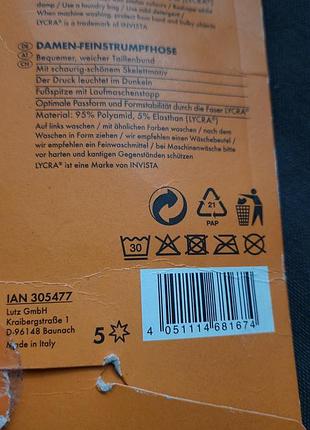 damp / Use a laundry bag / Use mild detergent /
When machine washing, protect from hard and bulky objects
LYCRA® is a trademark of INVISTA
DAMEN-FEINSTRUMPFHOSE
Bequemer, weicher Taillenbund
Mit schaurig-schönem Skelettmotiv
Der Druck leuchtet im Dunkeln
Fußspitze mit Laufmaschenstopp
Optimale Passform und Formstabilität durch die Faser LYCRA®
Material: 95% Polyamid, 5% Elasthan (LYCRA®)
Auf links waschen / mit ähnlichen Farben waschen / nach dem
Waschen in Form ziehen / wir empfehlen einen Wäschebeutel/
wir empfehlen ein Feinwaschmittel / bei Maschinenwäsche bitte
vor harten und kantigen Gegenständen schützen
LYCRA® ist eine Marke von INVISTA
21
PAP
30
IAN 305477
Lutz GmbH
Kraibergstraße 1
D-96148 Baunach
Made in Italy
5
4 051114 681674